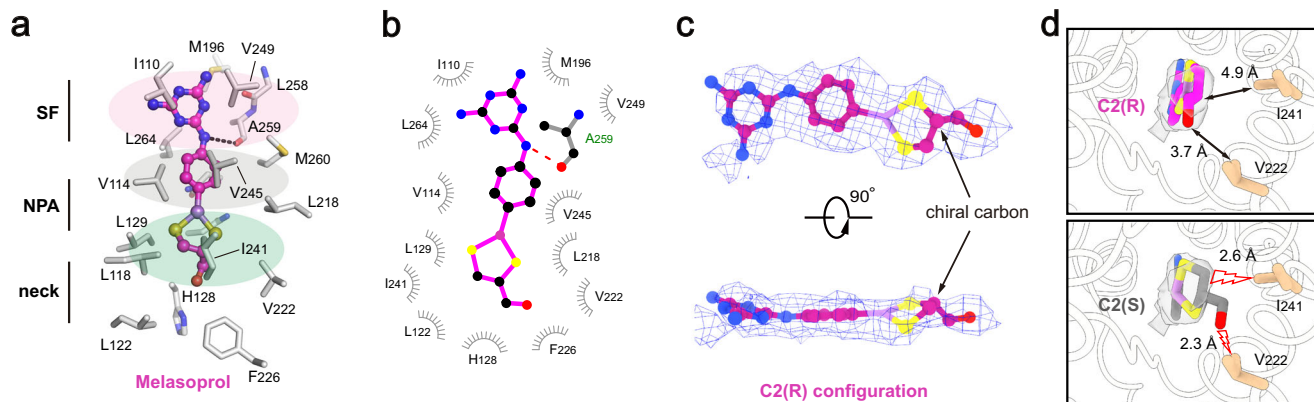 a
SF
NPA
neck
I110
M196
V249
L258
L264
A259
M260
V114
V245
L218
L129
I241
L118
H128
V222
L122
F226
Melasoprol
b
I110
M196
V249
L264
A259
V114
V245
L129
L218
I241
V222
L122
H128
F226
c
chiral carbon
90°
C2(R) configuration
d
C2(R)
4.9 Å
I241
3.7 Å
V222
C2(S)
2.6 Å
I241
2.3 Å
V222